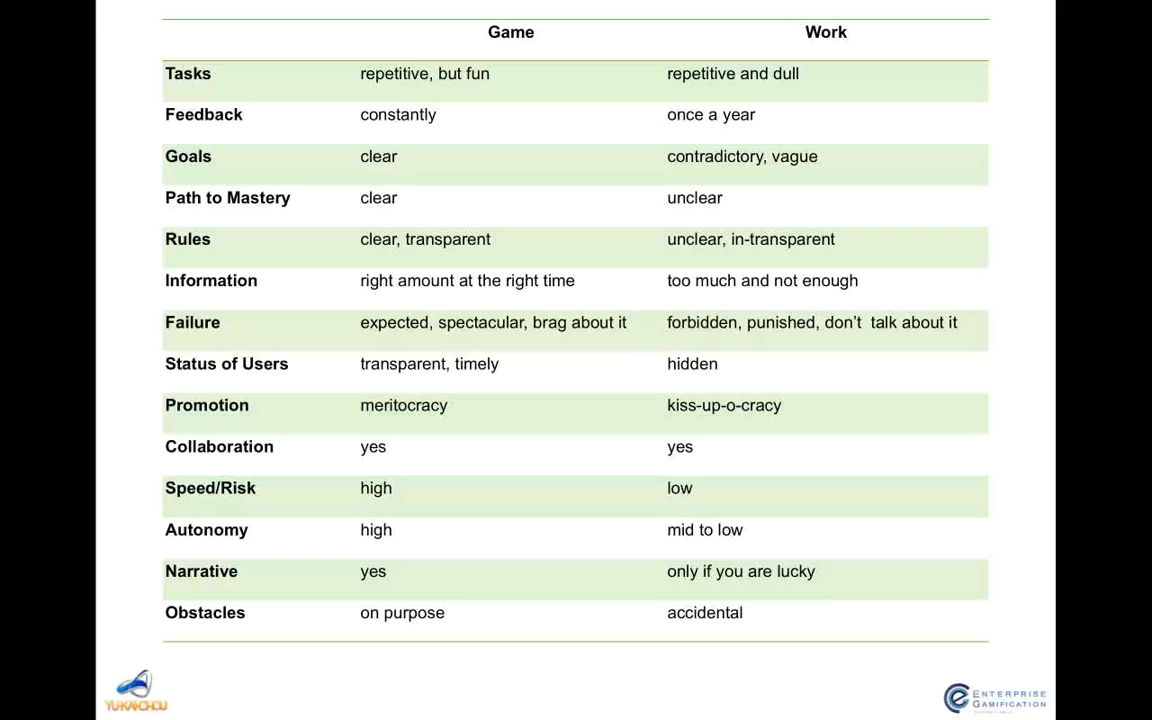 Game Work
Tasks repetitive, but fun repetitive and dull
Feedback constantly once a year
Goals clear contradictory, vague
Path to Mastery clear unclear
Rules clear, transparent unclear, in-transparent
Information right amount at the right time too much and not enough
Failure expected, spectacular, brag about it forbidden, punished, don’t talk about it
Status of Users transparent, timely hidden
Promotion meritocracy kiss-up-o-cracy
Collaboration yes yes
Speed/Risk high low
Autonomy high mid to low
Narrative yes only if you are lucky
Obstacles on purpose accidental
YUKAICHOU
ENTERPRISE
GAMIFICATION